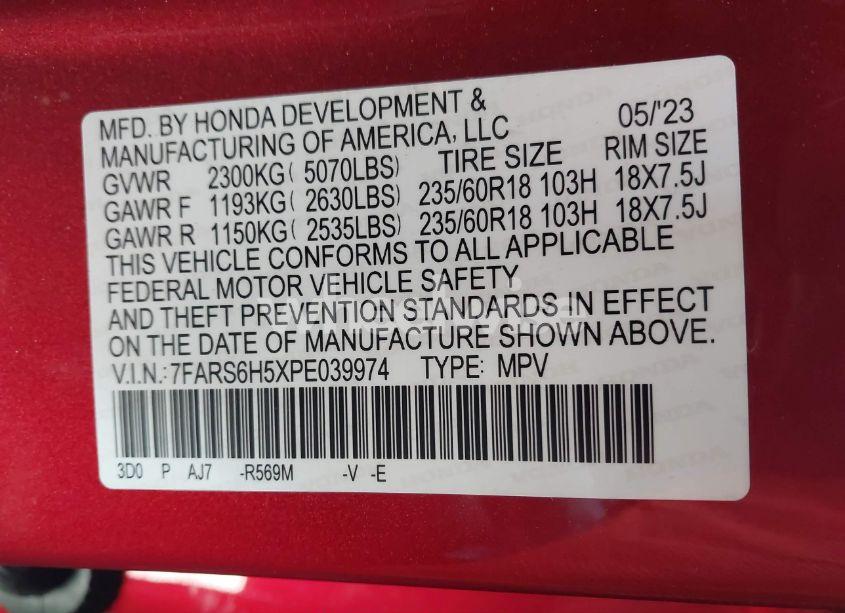 MFD. BY HONDA DEVELOPMENT &
MANUFACTURING OF AMERICA, LLC 05/'23
GVWR 2300KG( 5070LBS) TIRE SIZE RIM SIZE
GAWR F 1193KG( 2630LBS) 235/60R18 103H 18X7.5J
GAWR R 1150KG( 2535LBS) 235/60R18 103H 18X7.5J
THIS VEHICLE CONFORMS TO ALL APPLICABLE
FEDERAL MOTOR VEHICLE SAFETY
AND THEFT PREVENTION STANDARDS IN EFFECT
ON THE DATE OF MANUFACTURE SHOWN ABOVE.
V.I.N.:7FARS6H5XPE039974 TYPE: MPV
3D0 P AJ7 -R569M -V -E